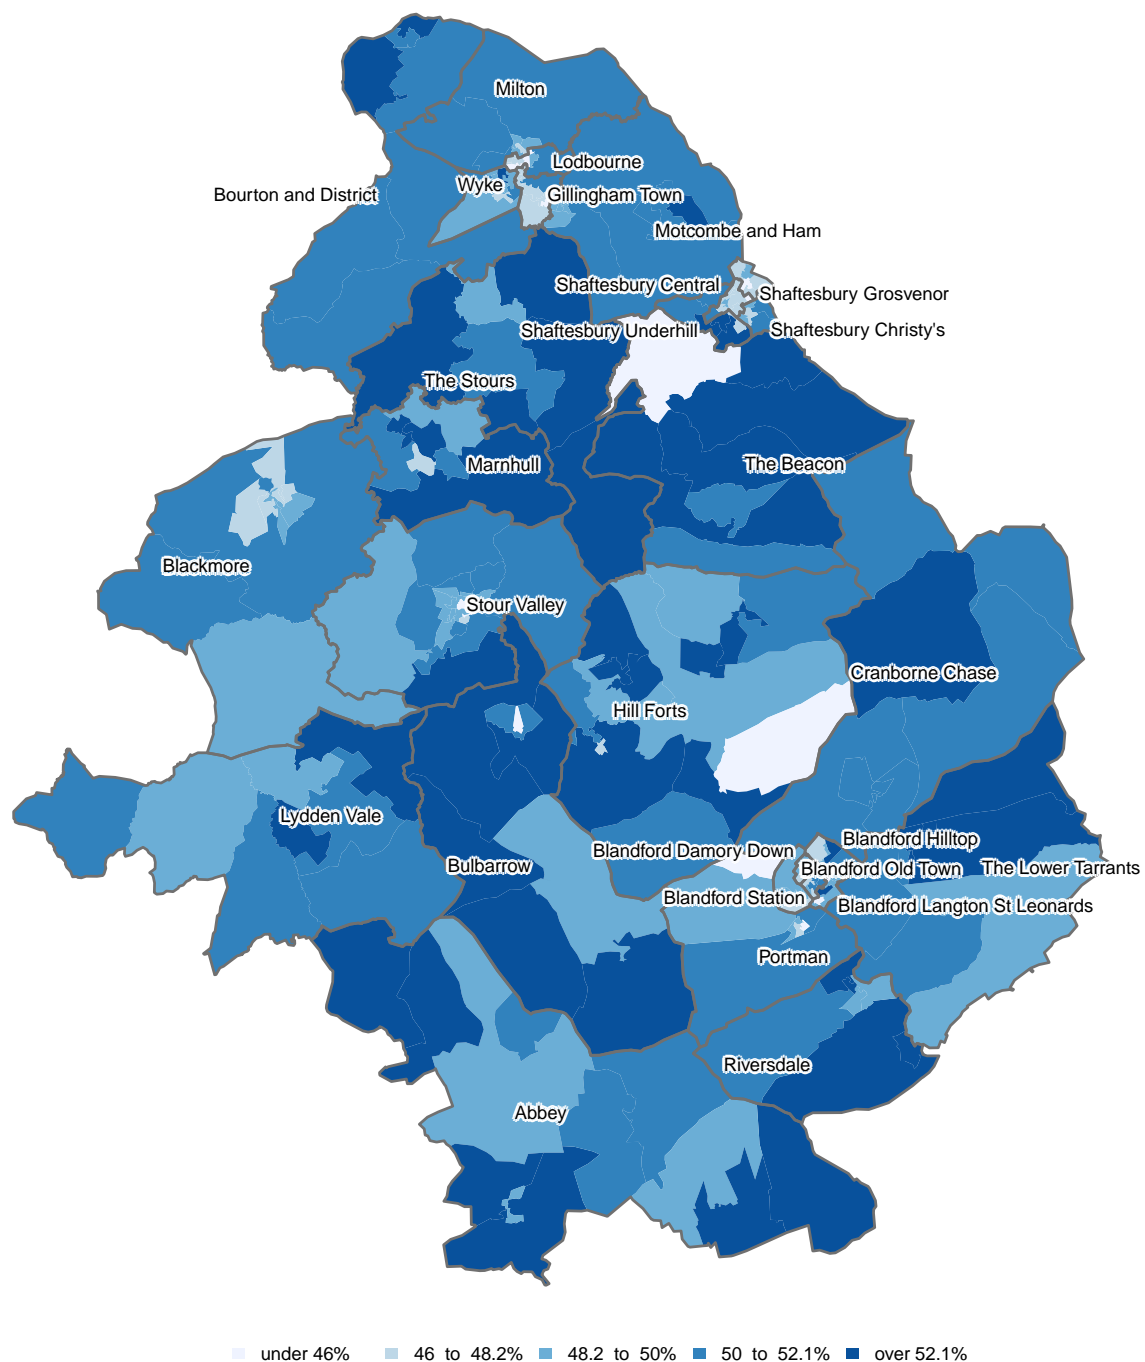 Milton
Lodbourne
Wyke
Bourton and District
Gillingham Town
Motcombe and Ham
Shaftesbury Central
Shaftesbury Grosvenor
Shaftesbury Underhill
Shaftesbury Christy's
The Stours
Marnhull
The Beacon
Blackmore
Stour Valley
Cranborne Chase
Hill Forts
Lydden Vale
Blandford Hilltop
Blandford Damory Down
Bulbarrow
Blandford Old Town
The Lower Tarrants
Blandford Station
Blandford Langton St Leonards
Portman
Riversdale
Abbey
under 46%
46 to 48.2%
48.2 to 50%
50 to 52.1%
over 52.1%